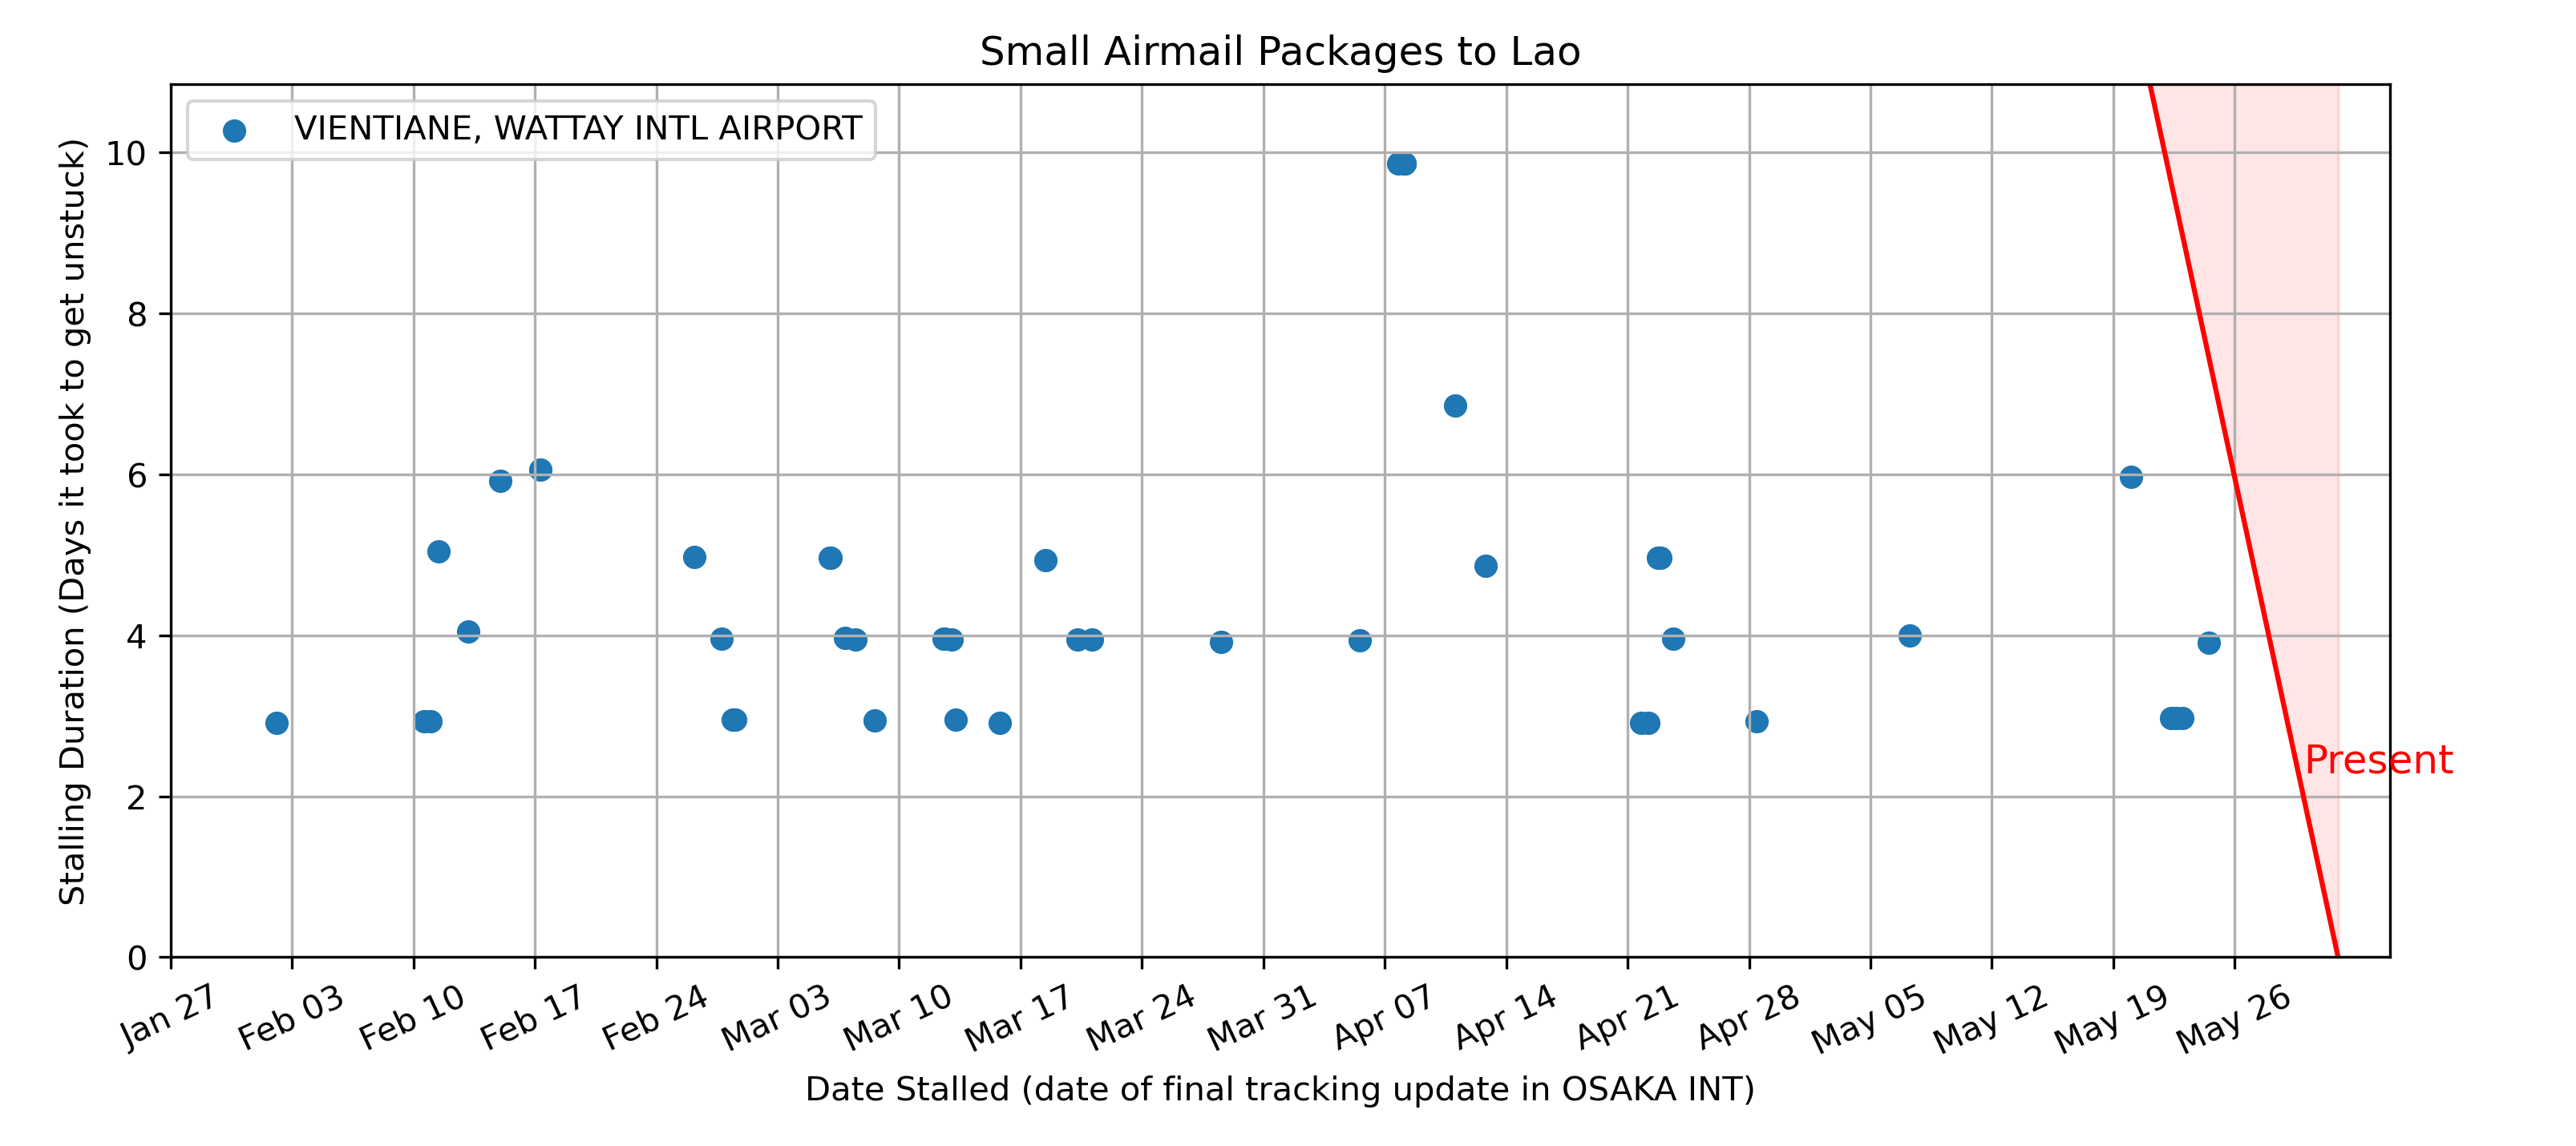 Small Airmail Packages to Lao
VIENTIANE, WATTAY INTL AIRPORT
Stalling Duration (Days it took to get unstuck)
10
8
6
4
2
0
Present
Jan 27
Feb 03
Feb 10
Feb 17
Feb 24
Mar 03
Mar 10
Mar 17
Mar 24
Mar 31
Apr 07
Apr 14
Apr 21
Apr 28
May 05
May 12
May 19
May 26
Date Stalled (date of final tracking update in OSAKA INT)